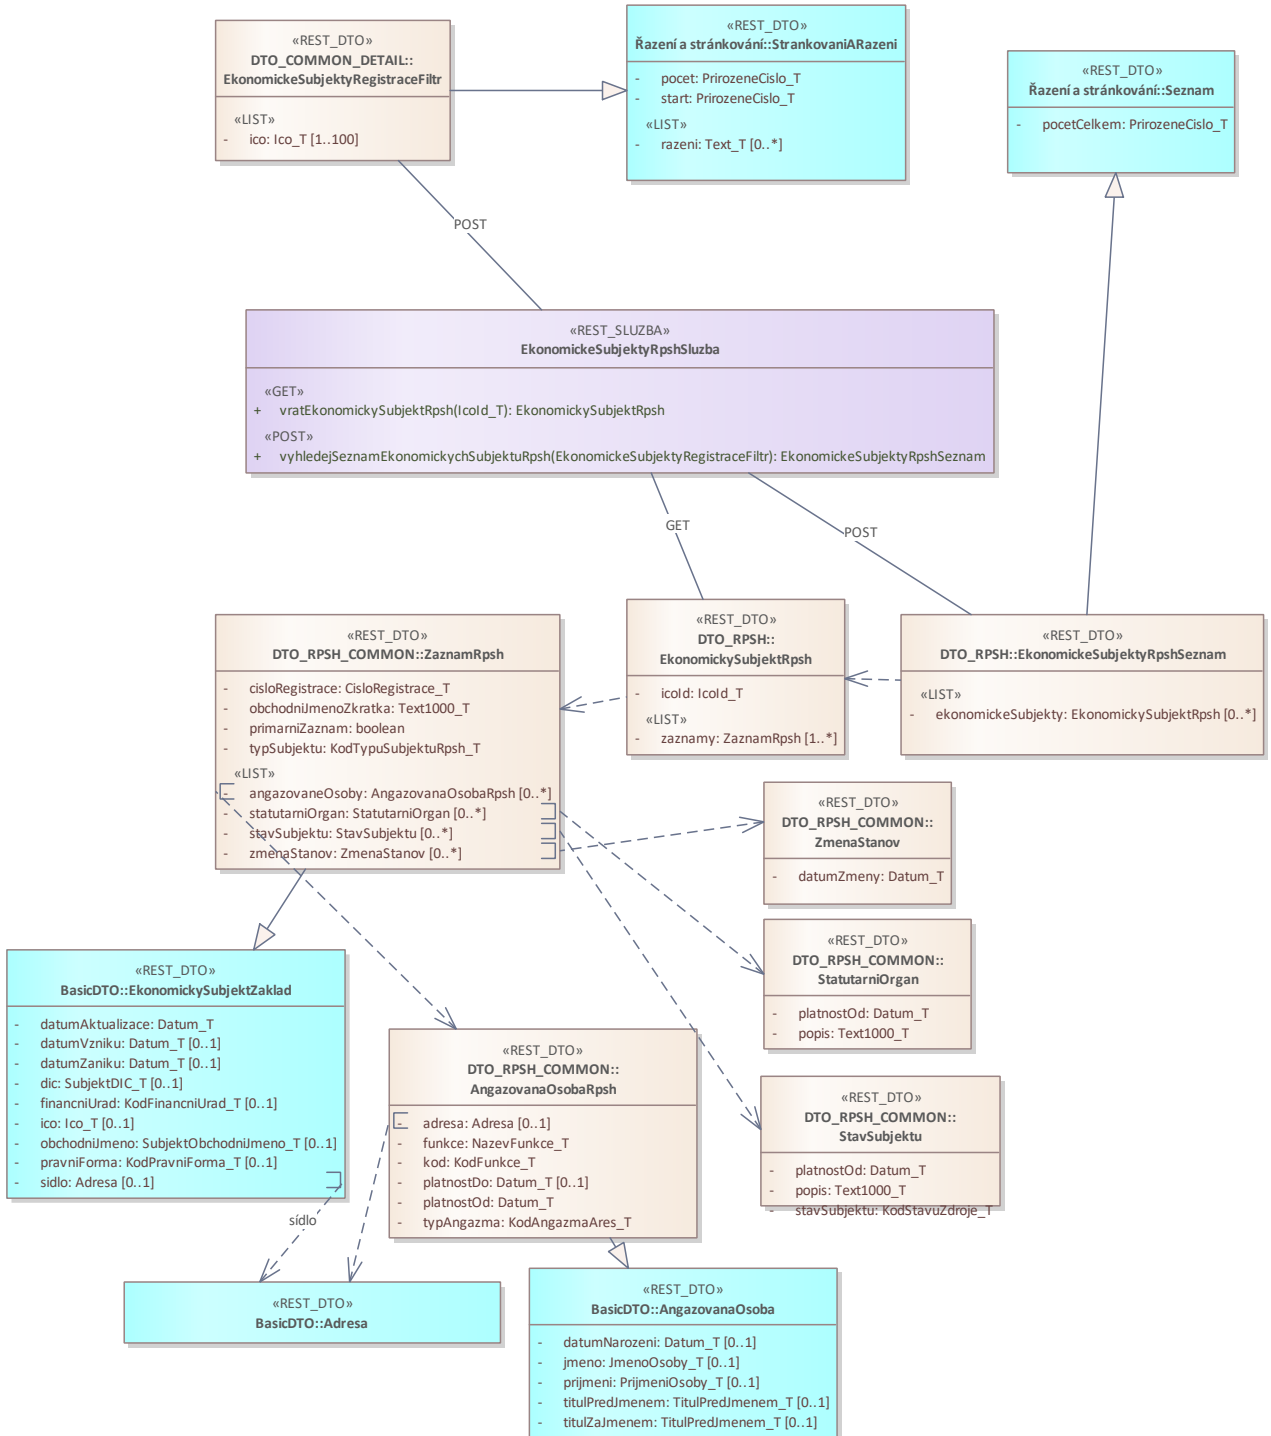 «REST_DTO»
DTO_COMMON_DETAIL::
EkonomickeSubjektyRegistraceFiltr
«LIST»
- ico: Ico_T [1..100]
«REST_DTO»
Řazení a stránkování::StrankovaniARazeni
- pocet: PrirozeneCislo_T
- start: PrirozeneCislo_T
«LIST»
- razeni: Text_T [0..*]
«REST_DTO»
Řazení a stránkování::Seznam
- pocetCelkem: PrirozeneCislo_T
POST
«REST_SLUZBA»
EkonomickeSubjektyRpshSluzba
«GET»
+ vratEkonomickySubjektRpsh(IcoId_T): EkonomickySubjektRpsh
«POST»
+ vyhledejSeznamEkonomickychSubjektuRpsh(EkonomickeSubjektyRegistraceFiltr): EkonomickeSubjektyRpshSeznam
GET
POST
«REST_DTO»
DTO_RPSH_COMMON::ZaznamRpsh
- cisloRegistrace: CisloRegistrace_T
- obchodniJmenoZkratka: Text1000_T
- primarniZaznam: boolean
- typSubjektu: KodTypuSubjektuRpsh_T
«LIST»
- angazovaneOsoby: AngazovanaOsobaRpsh [0..*]
- statutarniOrgan: StatutarniOrgan [0..*]
- stavSubjektu: StavSubjektu [0..*]
- zmenaStanov: ZmenaStanov [0..*]
«REST_DTO»
DTO_RPSH::
EkonomickySubjektRpsh
- icoId: IcoId_T
«LIST»
- zaznamy: ZaznamRpsh [1..*]
«REST_DTO»
DTO_RPSH::EkonomickeSubjektyRpshSeznam
«LIST»
- ekonomickeSubjekty: EkonomickySubjektRpsh [0..*]
«REST_DTO»
DTO_RPSH_COMMON::
ZmenaStanov
- datumZmeny: Datum_T
«REST_DTO»
DTO_RPSH_COMMON::
StatutarniOrgan
- platnostOd: Datum_T
- popis: Text1000_T
«REST_DTO»
BasicDTO::EkonomickySubjektZaklad
- datumAktualizace: Datum_T
- datumVzniku: Datum_T [0..1]
- datumZaniku: Datum_T [0..1]
- dic: SubjektDIC_T [0..1]
- financniUrad: KodFinancniUrad_T [0..1]
- ico: Ico_T [0..1]
- obchodniJmeno: SubjektObchodniJmeno_T [0..1]
- pravniForma: KodPravniForma_T [0..1]
- sidlo: Adresa [0..1]
«REST_DTO»
DTO_RPSH_COMMON::
AngazovanaOsobaRpsh
- adresa: Adresa [0..1]
- funkce: NazevFunkce_T
- kod: KodFunkce_T
- platnostDo: Datum_T [0..1]
- platnostOd: Datum_T
- typAngazma: KodAngazmaAres_T
«REST_DTO»
DTO_RPSH_COMMON::
StavSubjektu
- platnostOd: Datum_T
- popis: Text1000_T
- stavSubjektu: KodStavuZdroje_T
sídlo
«REST_DTO»
BasicDTO::Adresa
«REST_DTO»
BasicDTO::AngazovanaOsoba
- datumNarozeni: Datum_T [0..1]
- jmeno: JmenoOsoby_T [0..1]
- prijmeni: PrijmeniOsoby_T [0..1]
- titulPredJmenem: TitulPredJmenem_T [0..1]
- titulZaJmenem: TitulPredJmenem_T [0..1]